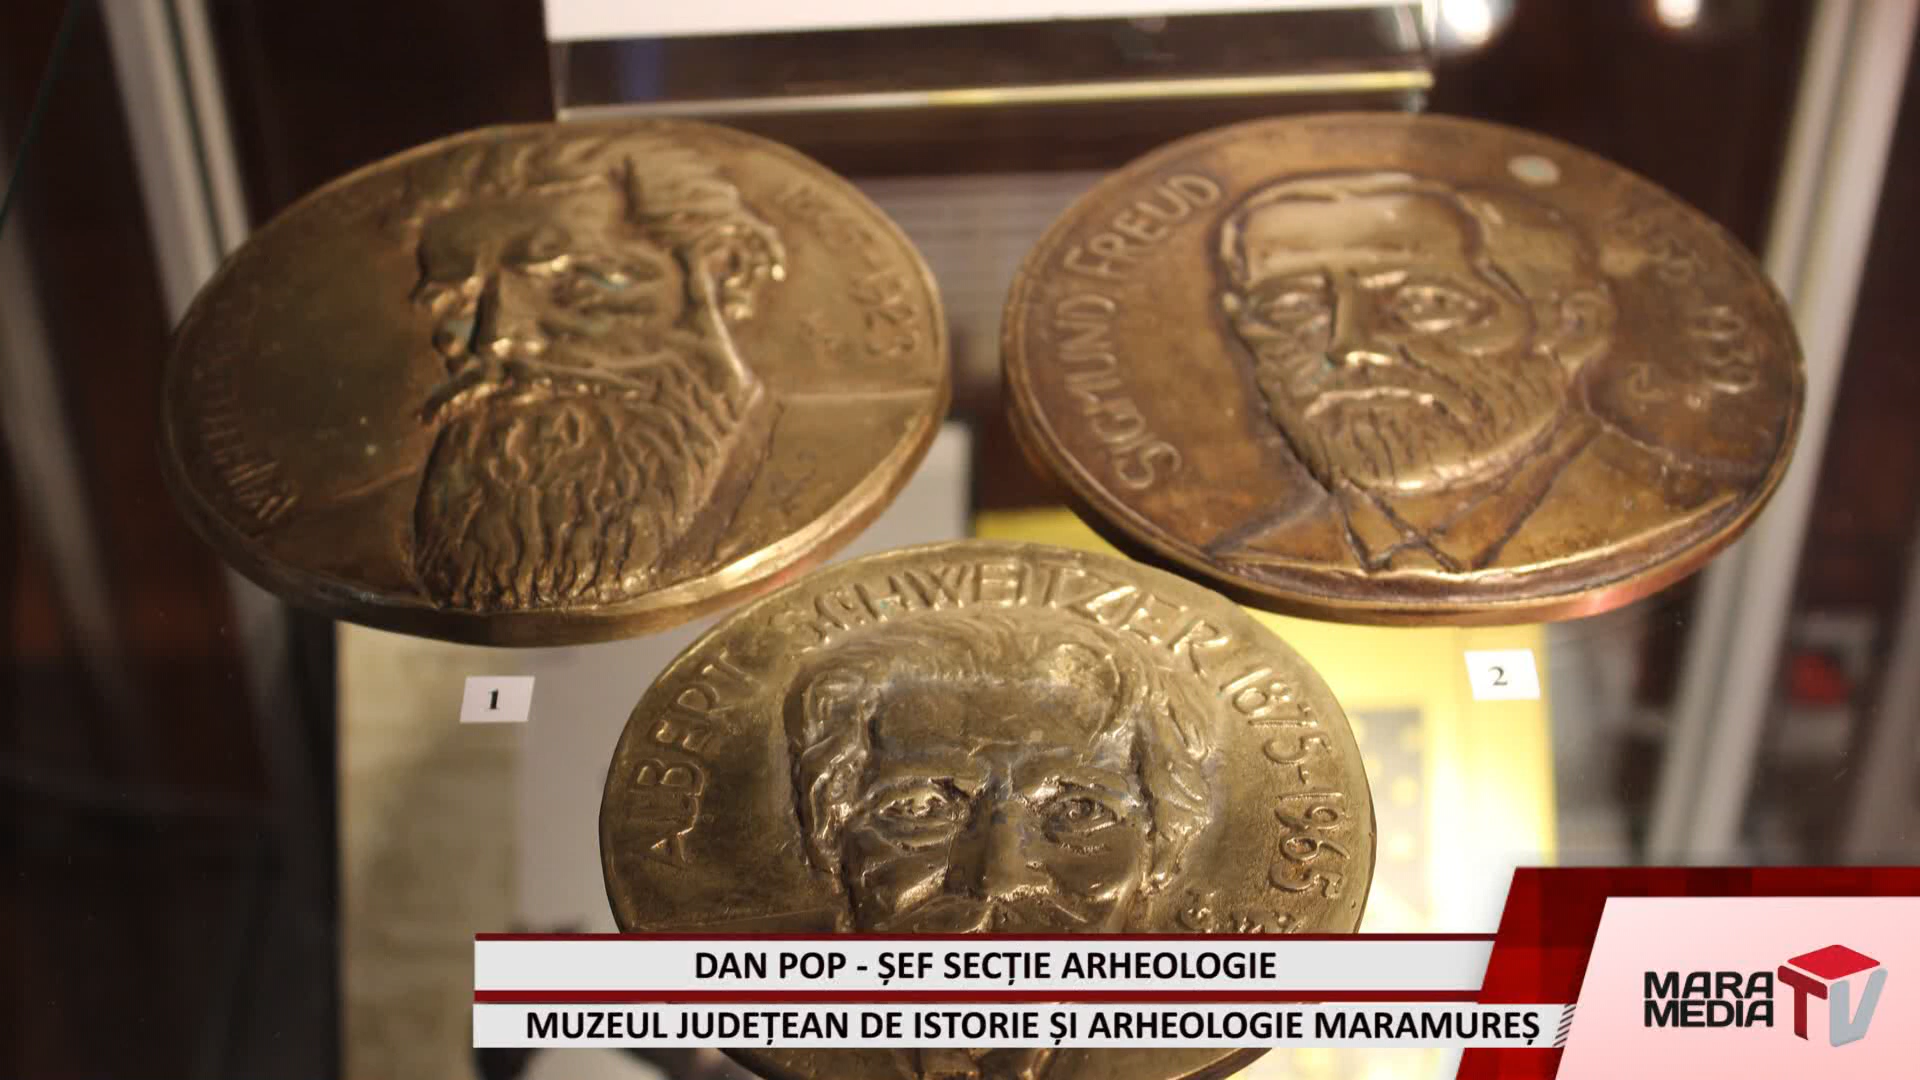 SIGMUND FREUD
1
2
ALBERT SCHWEITZER 1875-1965
DAN POP - ȘEF SECȚIE ARHEOLOGIE
MUZEUL JUDEȚEAN DE ISTORIE ȘI ARHEOLOGIE MARAMUREȘ
MARA
MEDIA
TV